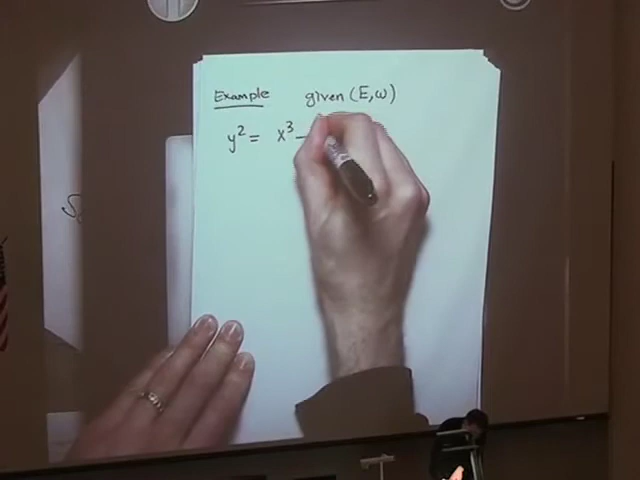 Example given (E,ω)
y² = x³ –